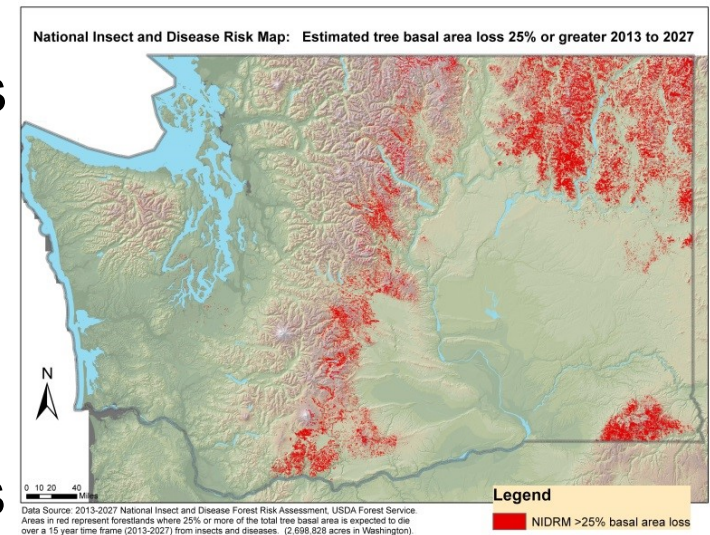 s
National Insect and Disease Risk Map: Estimated tree basal area loss 25% or greater 2013 to 2027
N
0 10 20 40
Miles
s
Legend
NIDRM >25% basal area loss
Data Source: 2013-2027 National Insect and Disease Forest Risk Assessment, USDA Forest Service.
Areas in red represent forestlands where 25% or more of the total tree basal area is expected to die
over a 15 year time frame (2013-2027) from insects and diseases. (2,698,828 acres in Washington).